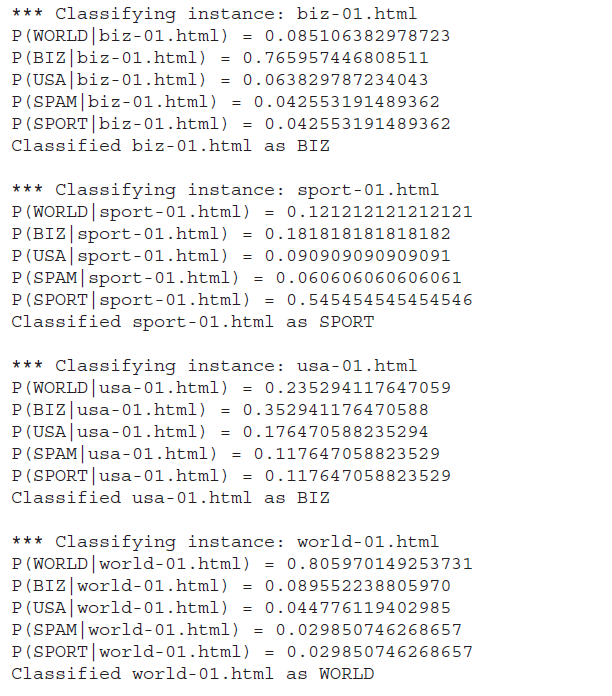 *** Classifying instance: biz-01.html
P(WORLD|biz-01.html) = 0.085106382978723
P(BIZ|biz-01.html) = 0.765957446808511
P(USA|biz-01.html) = 0.063829787234043
P(SPAM|biz-01.html) = 0.042553191489362
P(SPORT|biz-01.html) = 0.042553191489362
Classified biz-01.html as BIZ
*** Classifying instance: sport-01.html
P(WORLD|sport-01.html) = 0.121212121212121
P(BIZ|sport-01.html) = 0.181818181818182
P(USA|sport-01.html) = 0.090909090909091
P(SPAM|sport-01.html) = 0.060606060606061
P(SPORT|sport-01.html) = 0.545454545454546
Classified sport-01.html as SPORT
*** Classifying instance: usa-01.html
P(WORLD|usa-01.html) = 0.235294117647059
P(BIZ|usa-01.html) = 0.352941176470588
P(USA|usa-01.html) = 0.176470588235294
P(SPAM|usa-01.html) = 0.117647058823529
P(SPORT|usa-01.html) = 0.117647058823529
Classified usa-01.html as BIZ
*** Classifying instance: world-01.html
P(WORLD|world-01.html) = 0.805970149253731
P(BIZ|world-01.html) = 0.089552238805970
P(USA|world-01.html) = 0.044776119402985
P(SPAM|world-01.html) = 0.029850746268657
P(SPORT|world-01.html) = 0.029850746268657
Classified world-01.html as WORLD